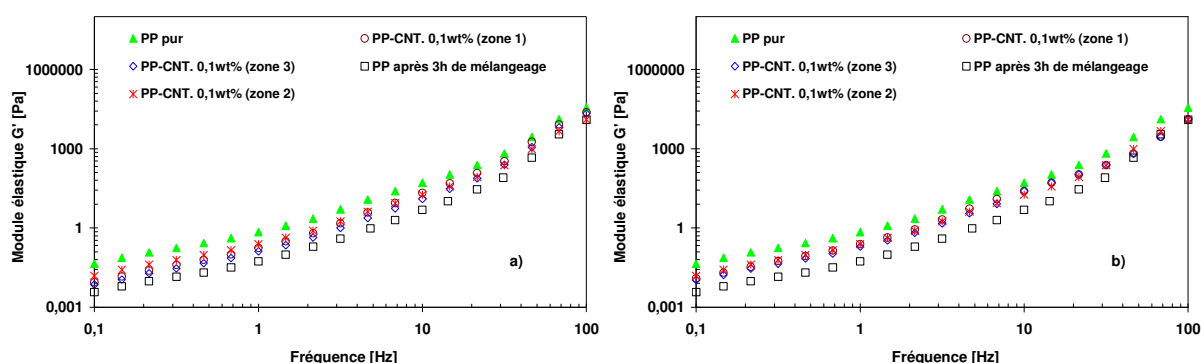 PP pur
PP-CNT. 0,1wt% (zone 1)
PP-CNT. 0,1wt% (zone 3)
PP après 3h de mélangeage
PP-CNT. 0,1wt% (zone 2)
Module élastique G' [Pa]
1000000
1000
1
0,001
a)
0,1
1
10
100
Fréquence [Hz]
PP pur
PP-CNT. 0,1wt% (zone 1)
PP-CNT. 0,1wt% (zone 3)
PP après 3h de mélangeage
PP-CNT. 0,1wt% (zone 2)
Module élastique G' [Pa]
1000000
1000
1
0,001
b)
0,1
1
10
100
Fréquence [Hz]